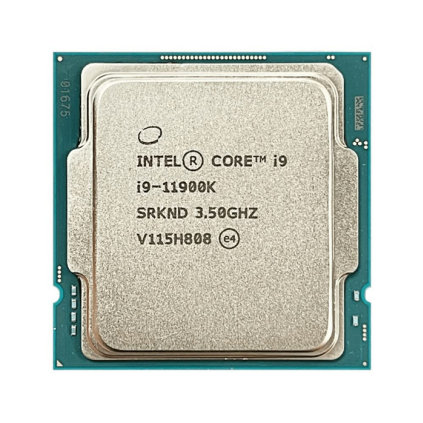 INTEL® CORE™ i9
i9-11900K
SRKND 3.50GHZ
V115H808 e4